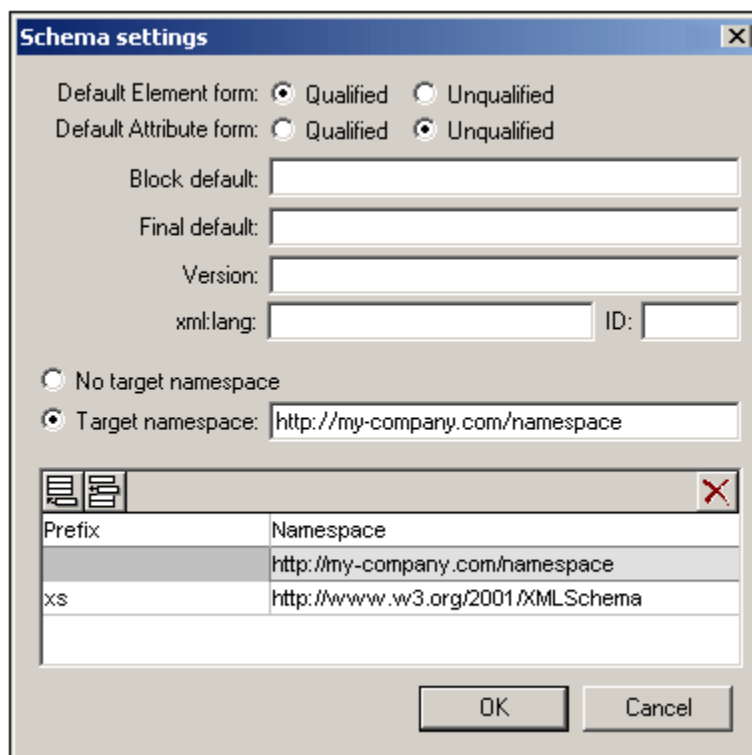 Schema settings
Default Element form: Qualified Unqualified
Default Attribute form: Qualified Unqualified
Block default:
Final default:
Version:
xml:lang: ID:
No target namespace
Target namespace: http://my-company.com/namespace
Prefix Namespace
http://my-company.com/namespace
xs http://www.w3.org/2001/XMLSchema
OK Cancel